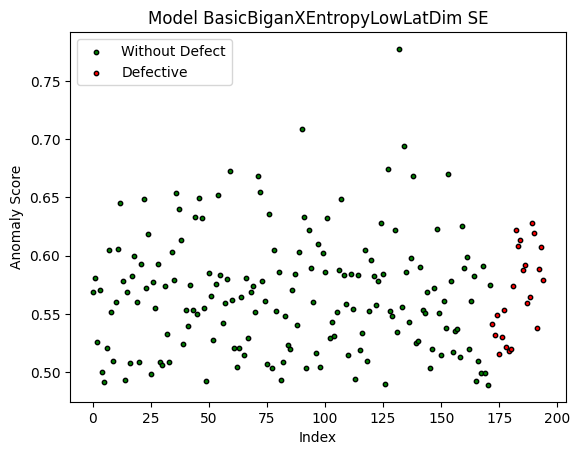 Model BasicBiganXEntropyLowLatDim SE
Without Defect
Defective
Anomaly Score
0.75
0.70
0.65
0.60
0.55
0.50
0 25 50 75 100 125 150 175 200
Index